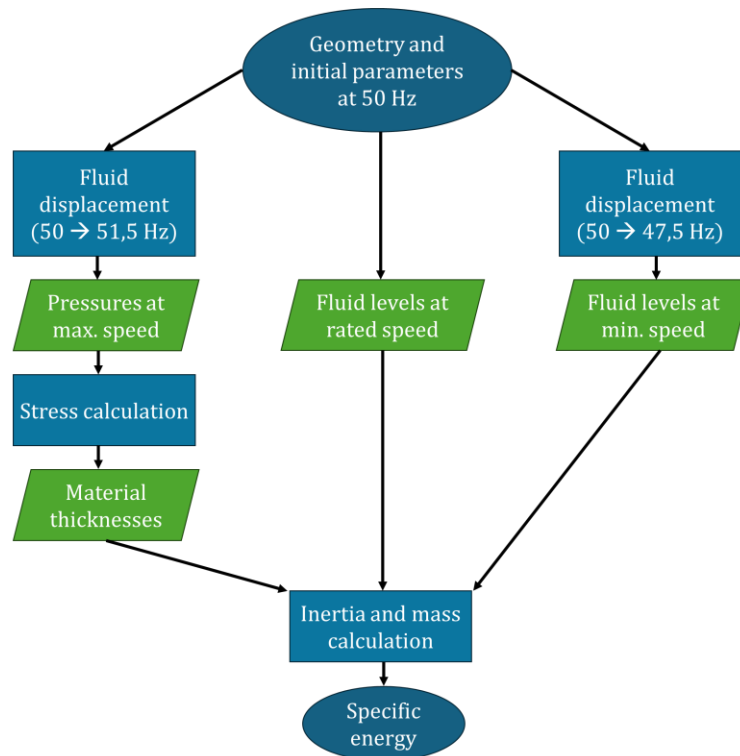 Geometry and
initial parameters
at 50 Hz
Fluid
displacement
(50 → 51,5 Hz)
Fluid
displacement
(50 → 47,5 Hz)
Pressures at
max. speed
Fluid levels at
rated speed
Fluid levels at
min. speed
Stress calculation
Material
thicknesses
Inertia and mass
calculation
Specific
energy